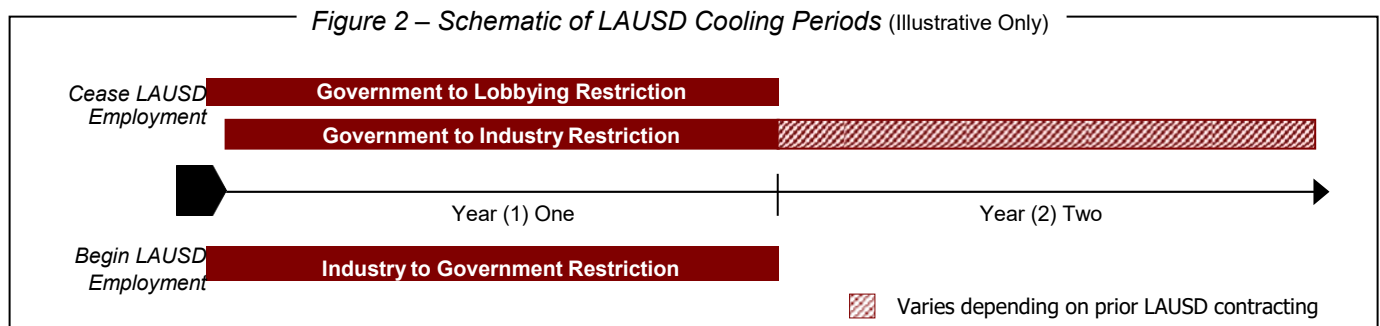 Figure 2 – Schematic of LAUSD Cooling Periods (Illustrative Only)
Cease LAUSD
Employment
Government to Lobbying Restriction
Government to Industry Restriction
Year (1) One
Year (2) Two
Begin LAUSD
Employment
Industry to Government Restriction
Varies depending on prior LAUSD contracting